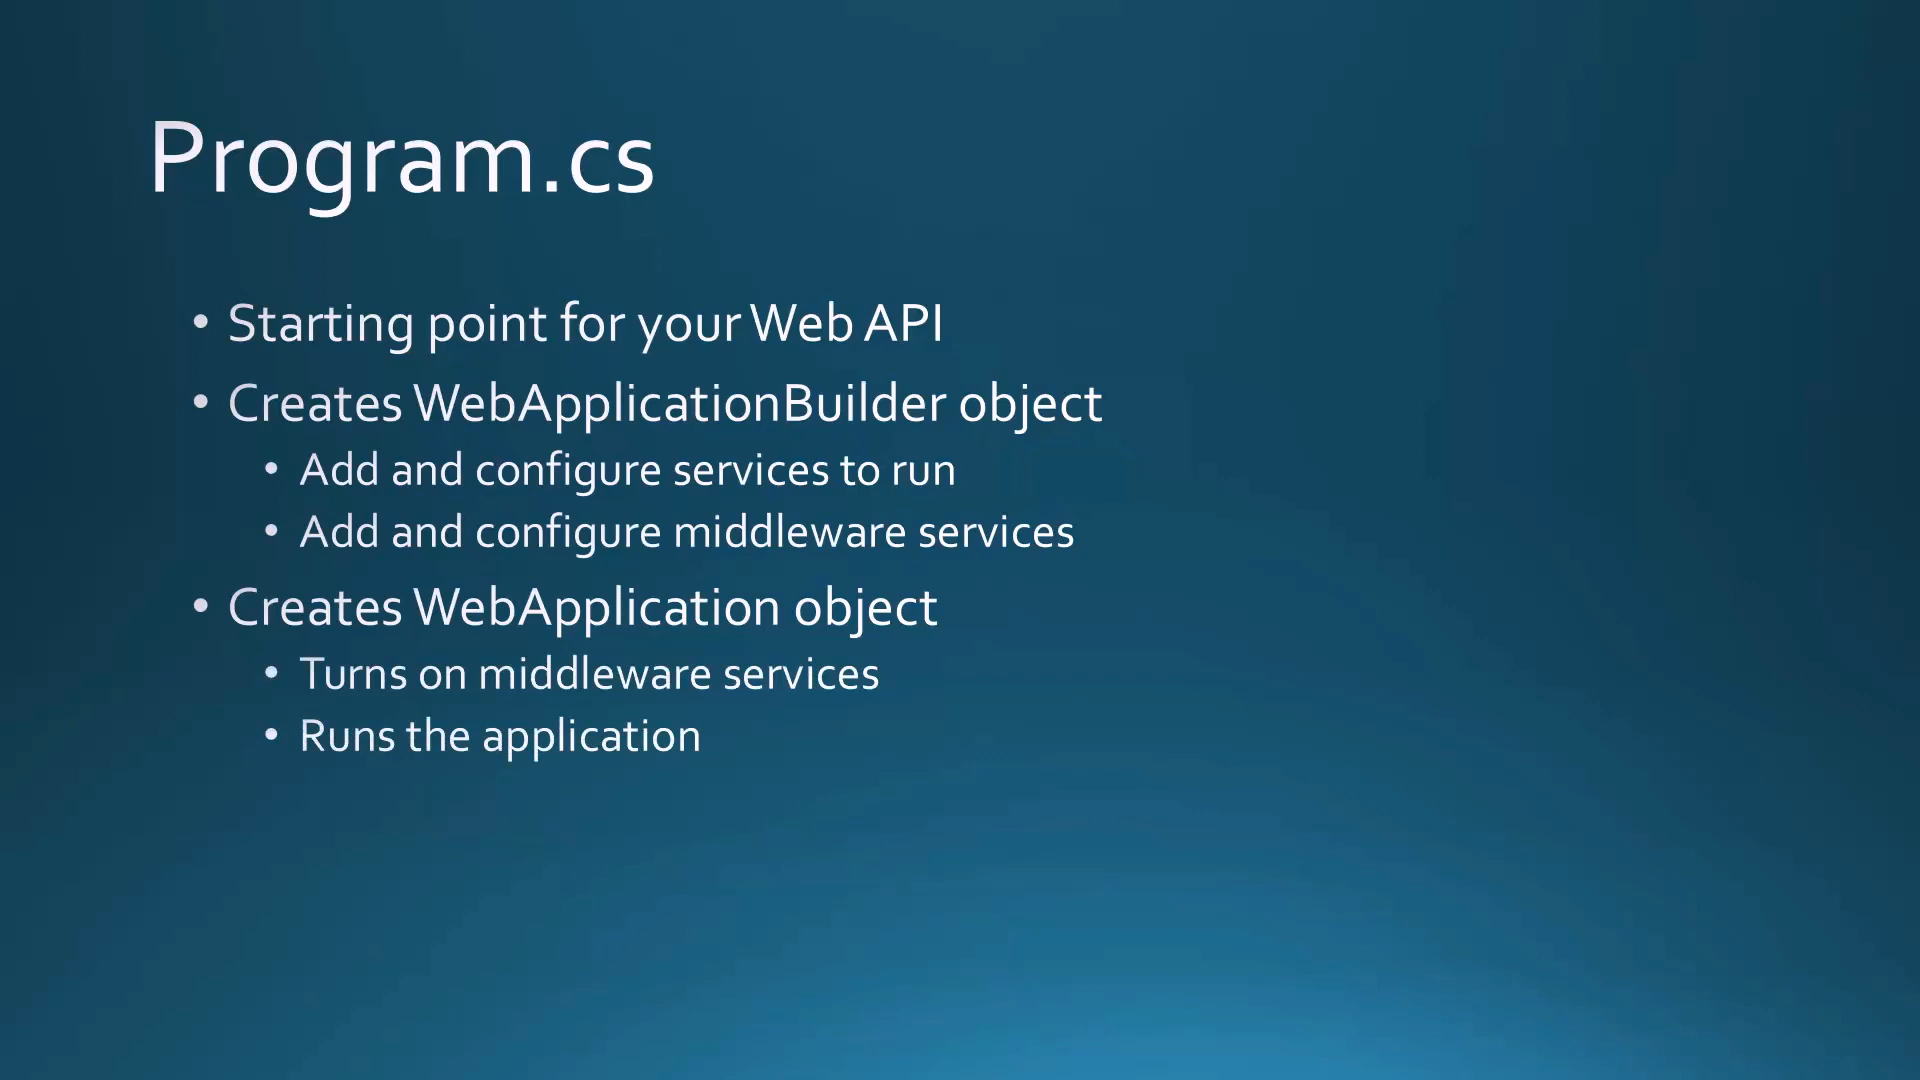 Program.cs
• Starting point for your Web API
• Creates WebApplicationBuilder object
• Add and configure services to run
• Add and configure middleware services
• Creates WebApplication object
• Turns on middleware services
• Runs the application